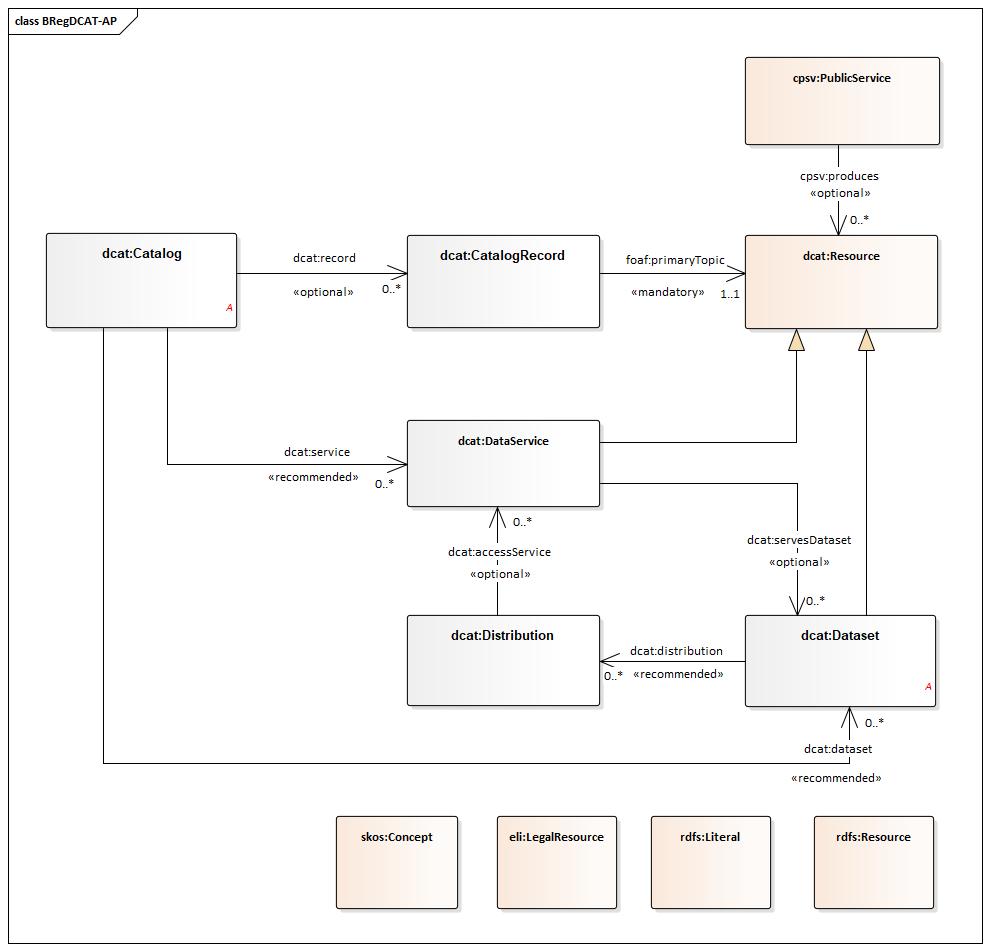 class BRegDCAT-AP
cpsv:PublicService
cpsv:produces
«optional»
0..*
dcat:Catalog
A
dcat:record
«optional»
0..*
dcat:CatalogRecord
foaf:primaryTopic
«mandatory»
1..1
dcat:Resource
dcat:service
«recommended»
0..*
dcat:DataService
0..*
dcat:accessService
«optional»
dcat:servesDataset
«optional»
0..*
dcat:Distribution
dcat:distribution
0..*
«recommended»
dcat:Dataset
A
0..*
dcat:dataset
«recommended»
skos:Concept
eli:LegalResource
rdfs:Literal
rdfs:Resource